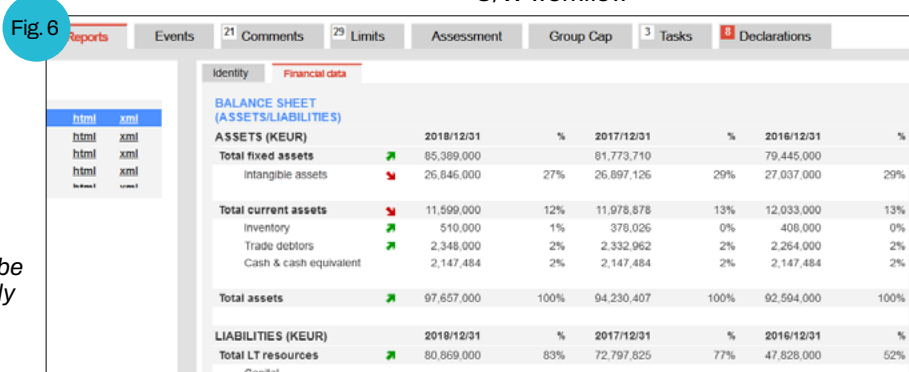 S/W workflow
Fig. 6
Reports Events 21 Comments 29 Limits Assessment Group Cap 3 Tasks 8 Declarations
Identity Financial data
BALANCE SHEET
(ASSETS/LIABILITIES)
html xml
ASSETS (KEUR) 2018/12/31 % 2017/12/31 % 2016/12/31 %
html xml
Total fixed assets 85,389,000 81,773,710 79,445,000
html xml
Intangible assets 26,846,000 27% 26,897,126 29% 27,037,000 29%
html xml
html xml
Total current assets 11,599,000 12% 11,978,878 13% 12,033,000 13%
Inventory 510,000 1% 378,026 0% 408,000 0%
Trade debtors 2,348,000 2% 2,332,962 2% 2,264,000 2%
be
Cash & cash equivalent 2,147,484 2% 2,147,484 2% 2,147,484 2%
ly
Total assets 97,657,000 100% 94,230,407 100% 92,594,000 100%
LIABILITIES (KEUR) 2018/12/31 % 2017/12/31 % 2016/12/31 %
Total LT resources 80,869,000 83% 72,797,825 77% 47,828,000 52%
Capital